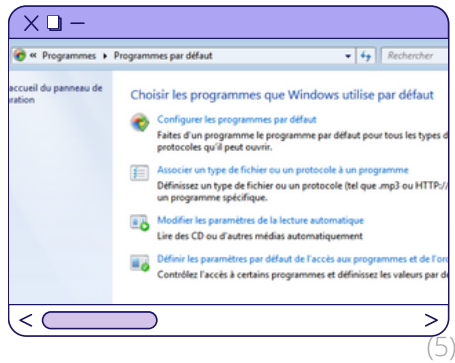 « Programmes ▸ Programmes par défaut
Rechercher
accueil du panneau de
ration
Choisir les programmes que Windows utilise par défaut
Configurer les programmes par défaut
Faites d'un programme le programme par défaut pour tous les types d
protocoles qu'il peut ouvrir.
Associer un type de fichier ou un protocole à un programme
Définissez un type de fichier ou un protocole (tel que .mp3 ou HTTP://
un programme spécifique.
Modifier les paramètres de la lecture automatique
Lire des CD ou d'autres médias automatiquement
Définir les paramètres par défaut de l'accès aux programmes et de l'ord
Contrôlez l'accès à certains programmes et définissez les valeurs par d
(5)